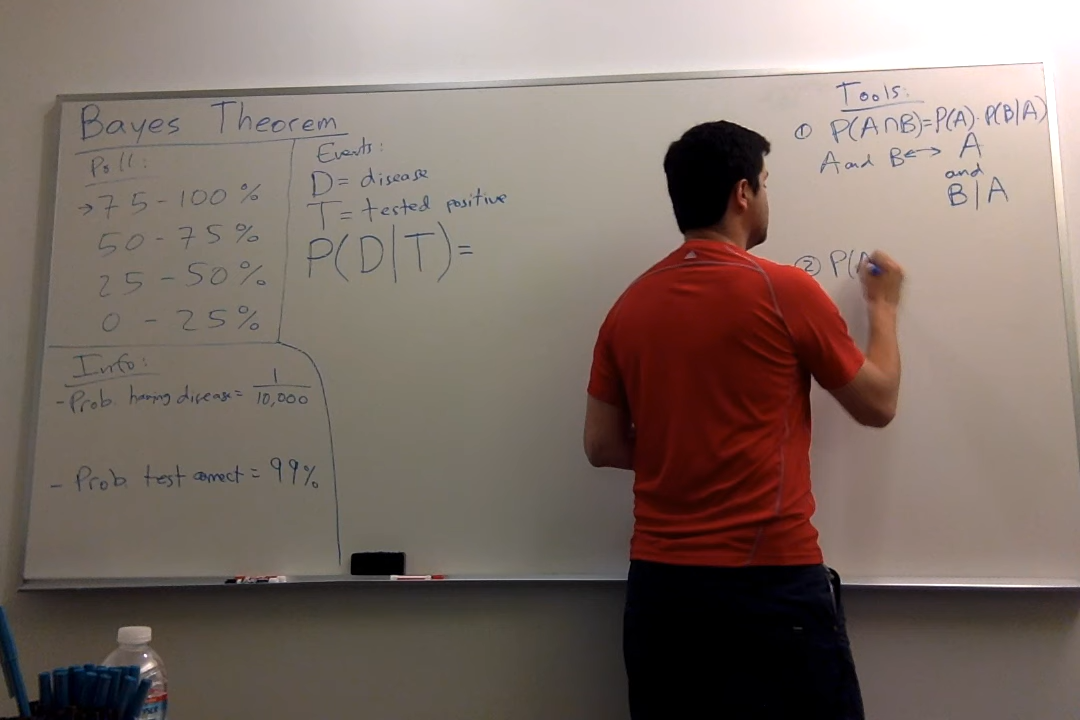 Bayes Theorem
Poll:
→ 75-100%
50-75%
25-50%
0-25%
Info:
- Prob. having disease = 1/10,000
- Prob. test correct = 99%
Events:
D = disease
T = tested positive
P(D|T) =
Tools:
① P(A∩B)=P(A)·P(B|A)
A and B ↔ A
and
B|A
② P(A